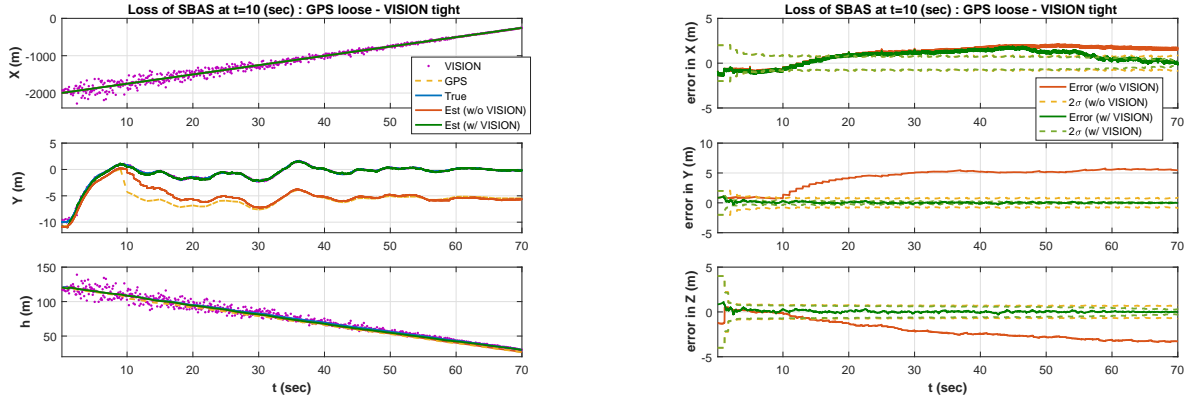 Loss of SBAS at t=10 (sec) : GPS loose - VISION tight
0
-1000
-2000
X (m)
10 20 30 40 50 60 70
VISION
GPS
True
Est (w/o VISION)
Est (w/ VISION)
5
0
-5
-10
Y (m)
10 20 30 40 50 60 70
150
100
50
h (m)
10 20 30 40 50 60 70
t (sec)
Loss of SBAS at t=10 (sec) : GPS loose - VISION tight
5
0
-5
error in X (m)
10 20 30 40 50 60 70
Error (w/o VISION)
2σ (w/o VISION)
Error (w/ VISION)
2σ (w/ VISION)
10
5
0
-5
error in Y (m)
0 10 20 30 40 50 60 70
5
0
-5
error in Z (m)
0 10 20 30 40 50 60 70
t (sec)